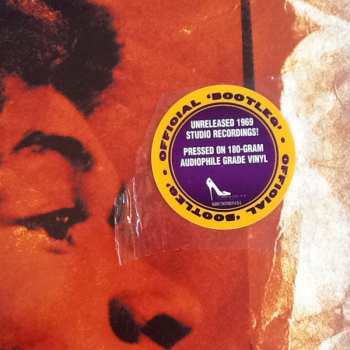 OFFICIAL 'BOOTLEG'
UNRELEASED 1969
STUDIO RECORDINGS!
PRESSED ON 180-GRAM
AUDIOPHILE GRADE VINYL
OFFICIAL 'BOOTLEG'